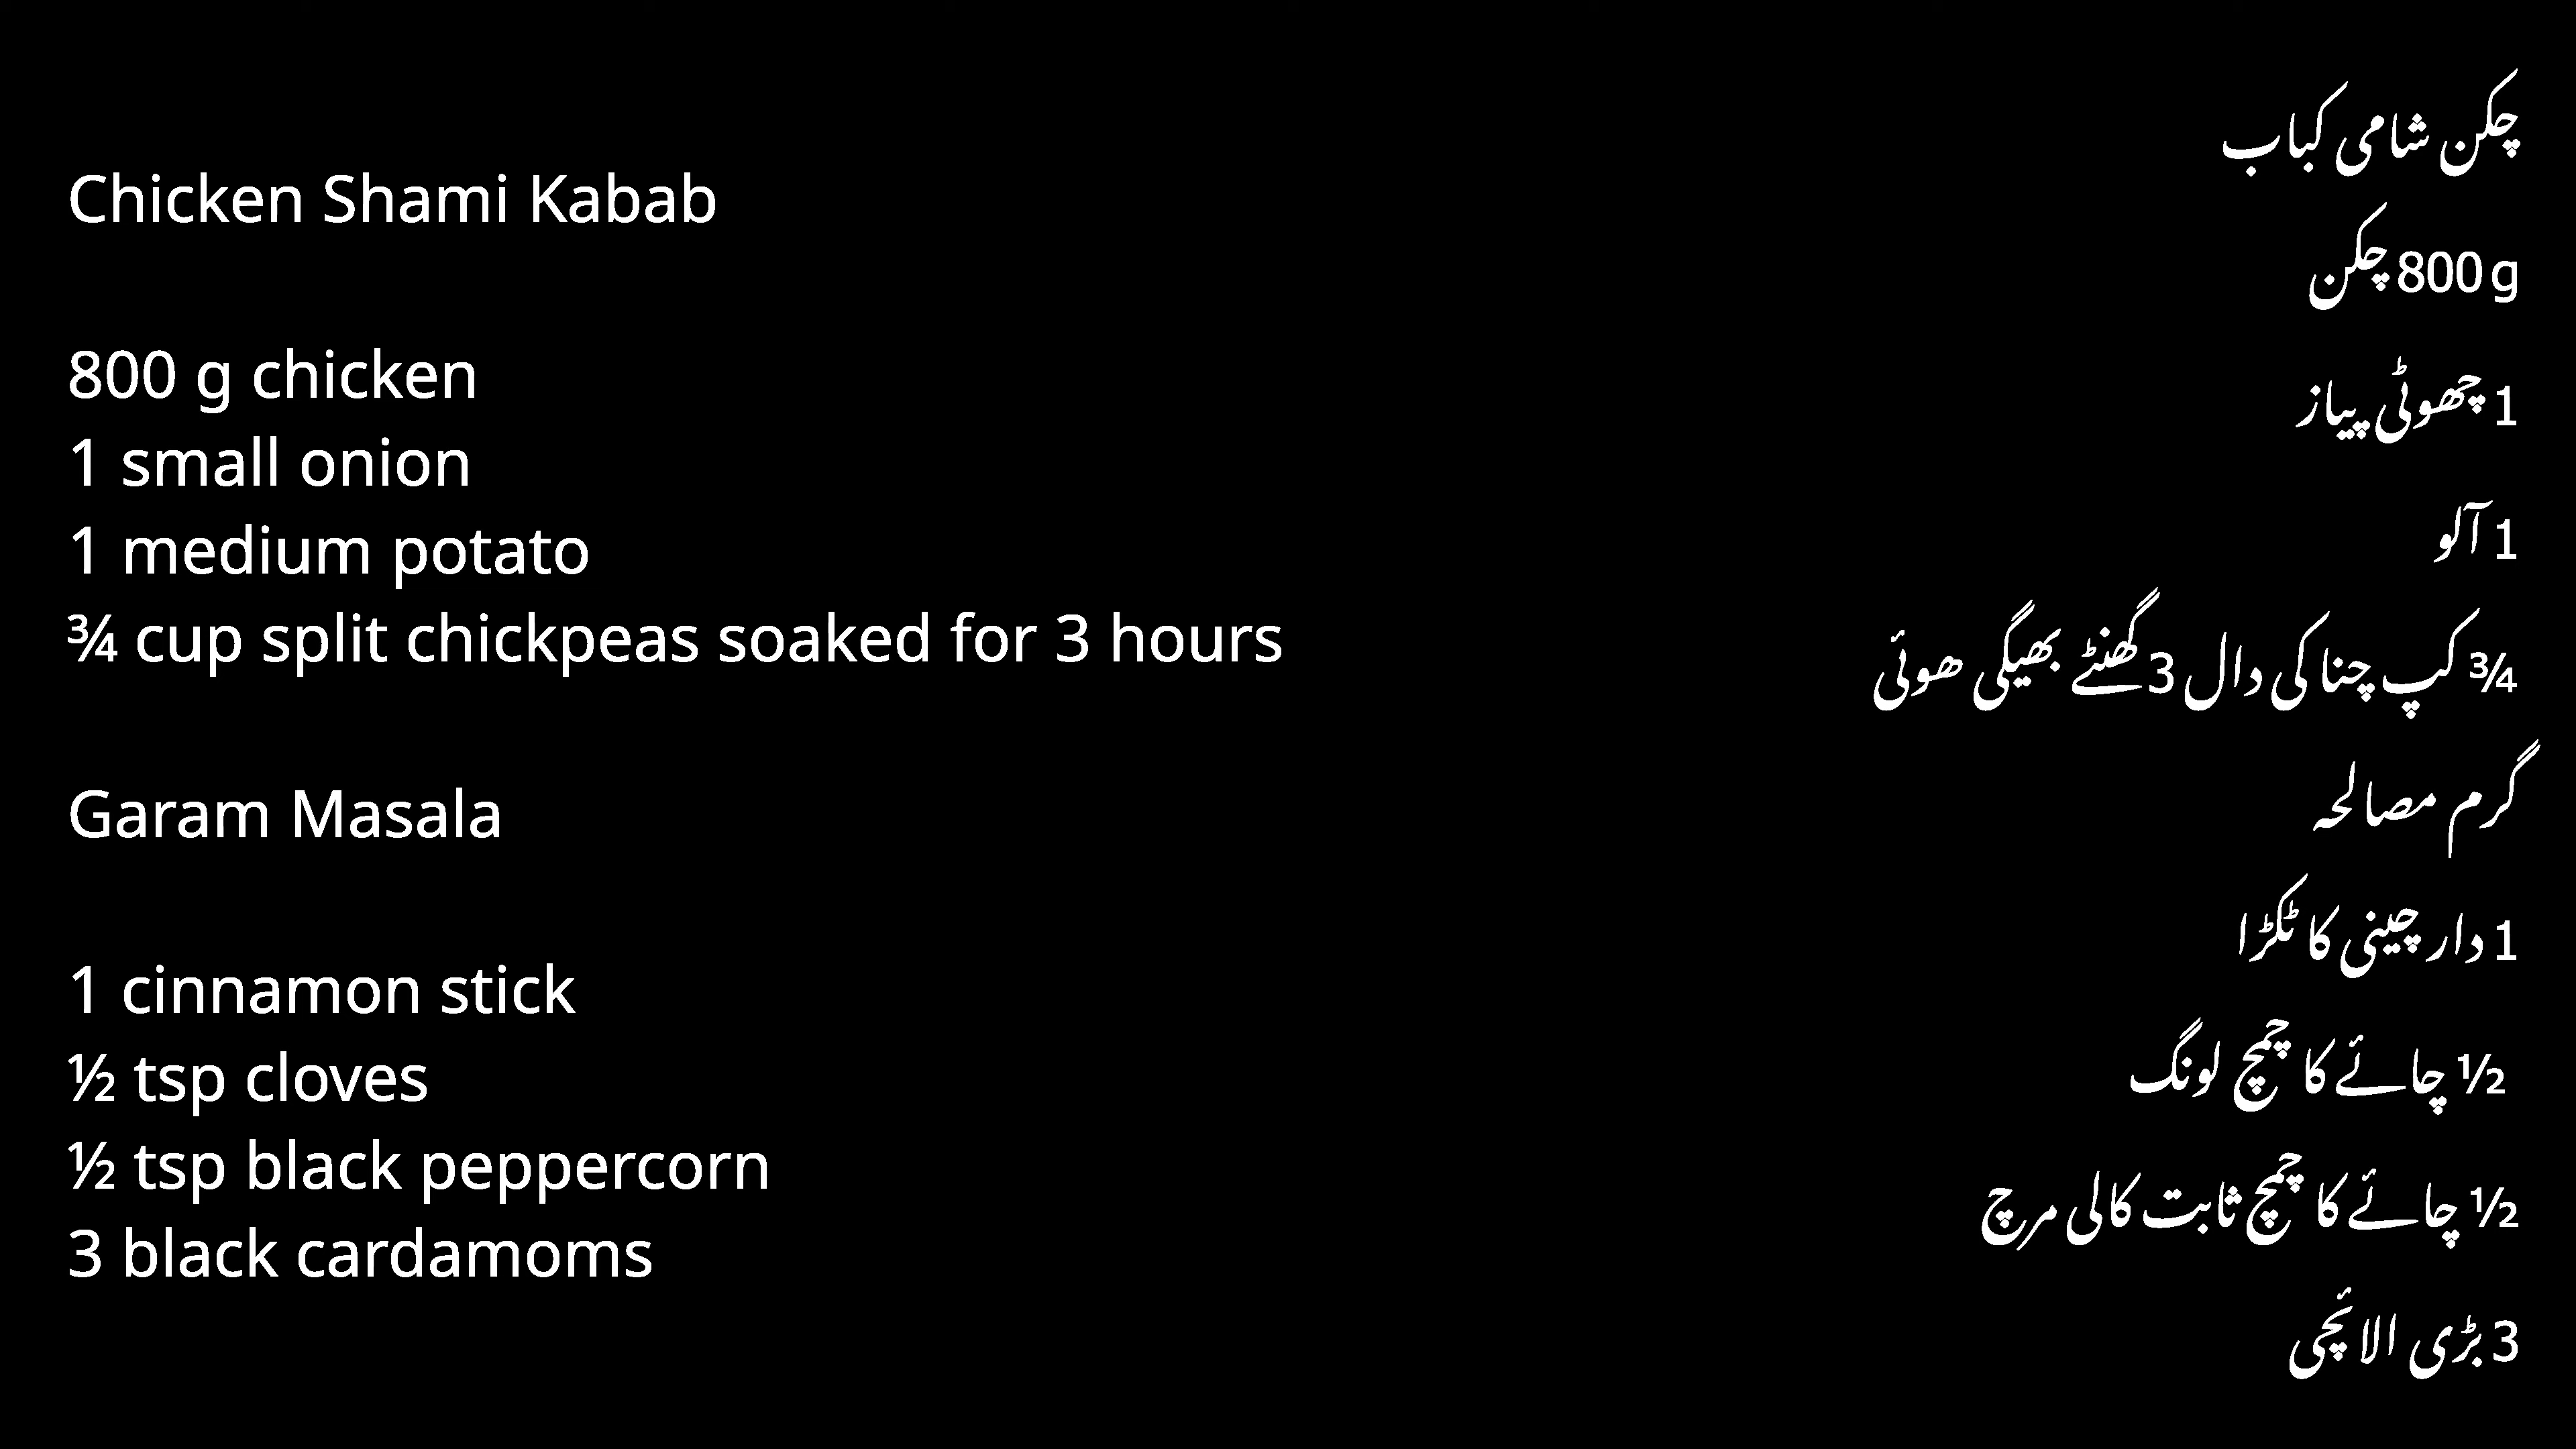 Chicken Shami Kabab
800 g chicken
1 small onion
1 medium potato
¾ cup split chickpeas soaked for 3 hours
Garam Masala
1 cinnamon stick
½ tsp cloves
½ tsp black peppercorn
3 black cardamoms
چکن شامی کباب
800 g چکن
1 چھوٹی پیاز
1 آلو
¾ کپ چنا کی دال 3 گھنٹے بھیگی ھوئی
گرم مصالحہ
1 دار چینی کا ٹکڑا
½ چائے کا چمچ لونگ
½ چائے کا چمچ ثابت کالی مرچ
3 بڑی الائچی